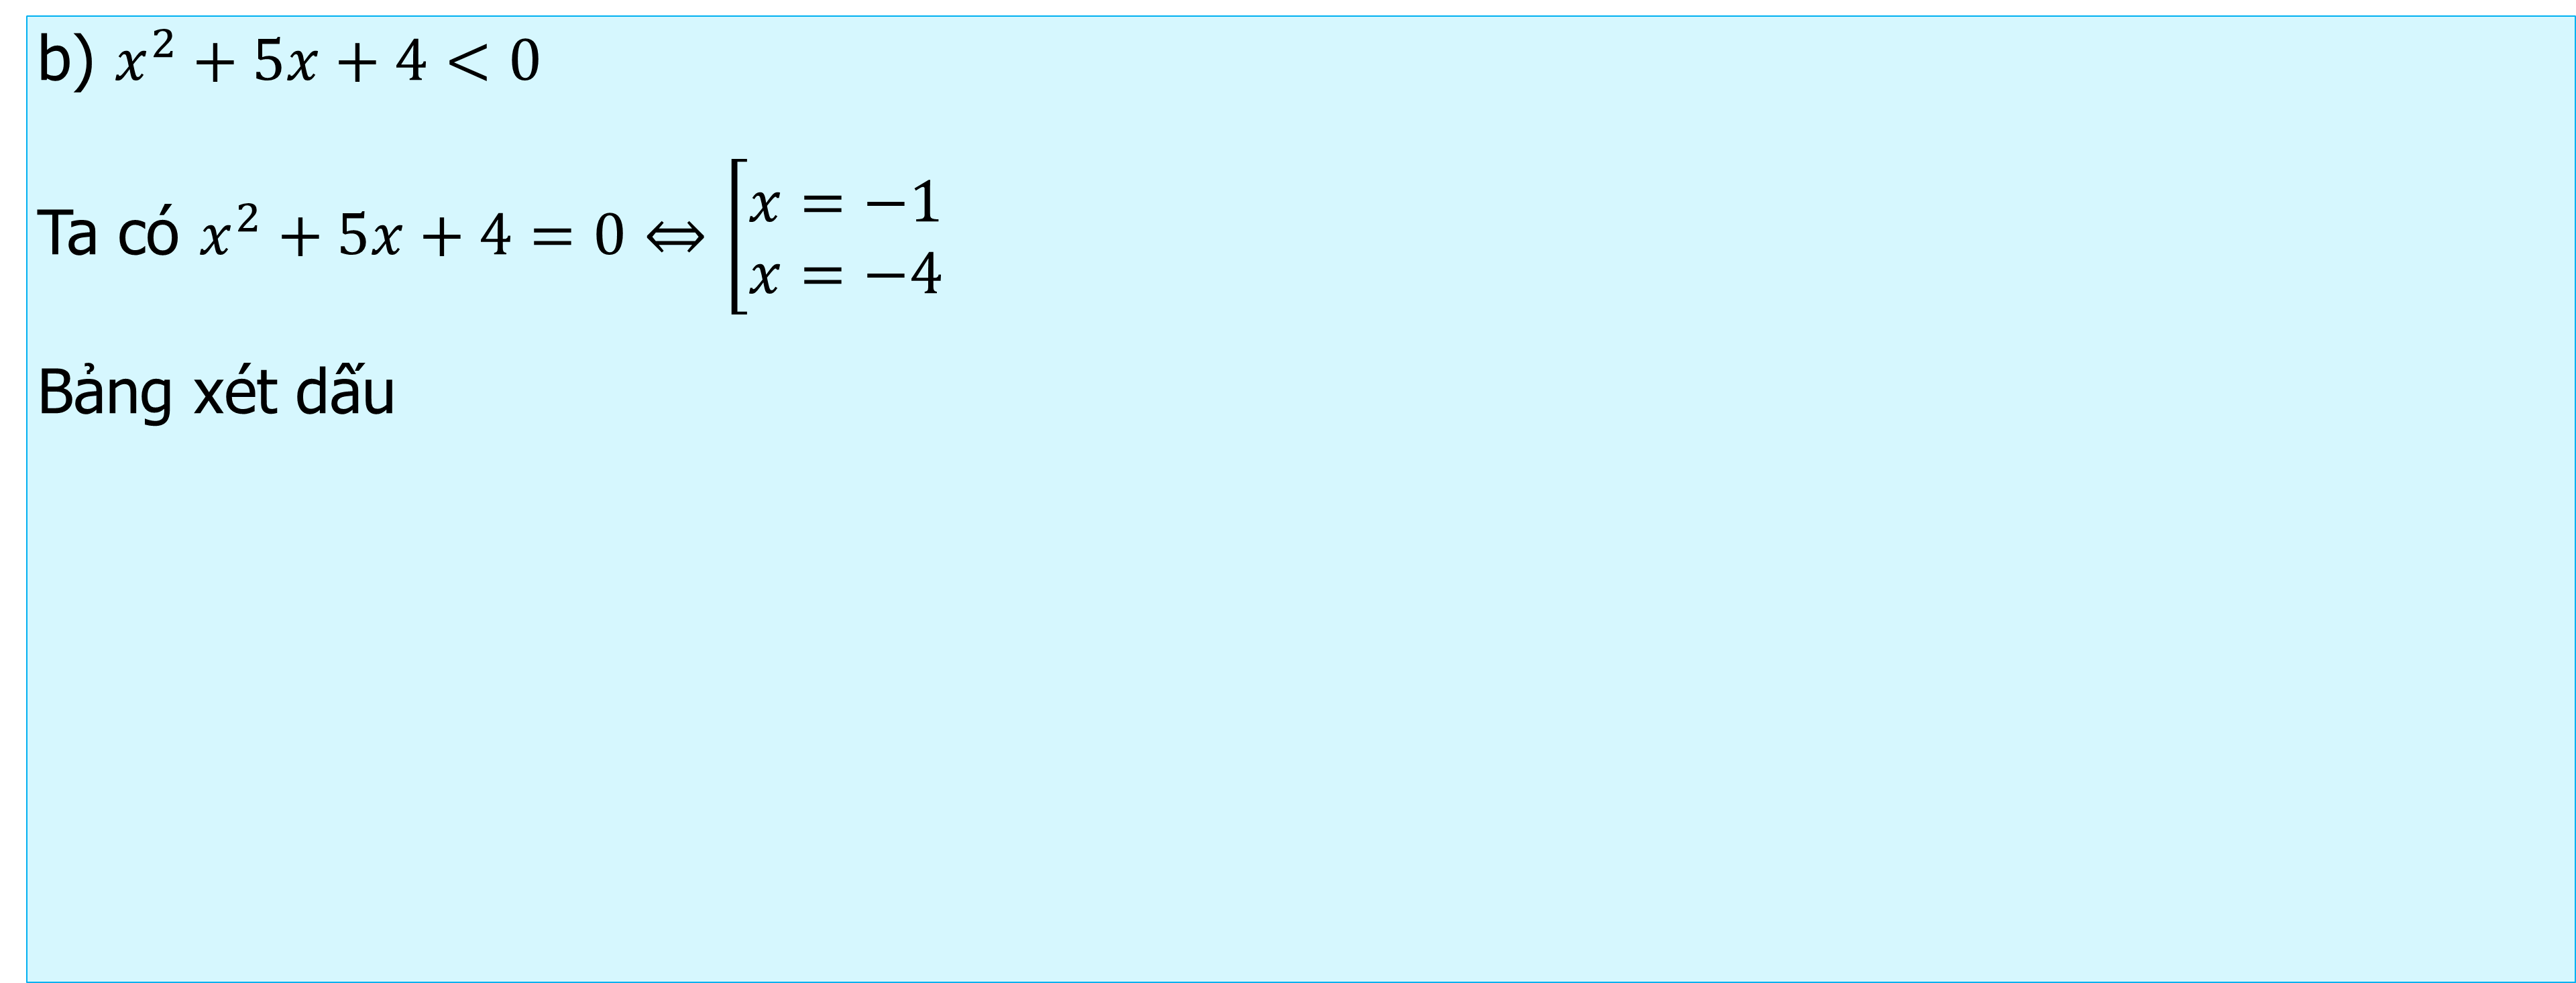 b) x² + 5x + 4 < 0
Ta có x² + 5x + 4 = 0 ⇔ [x = −1
x = −4
Bảng xét dấu